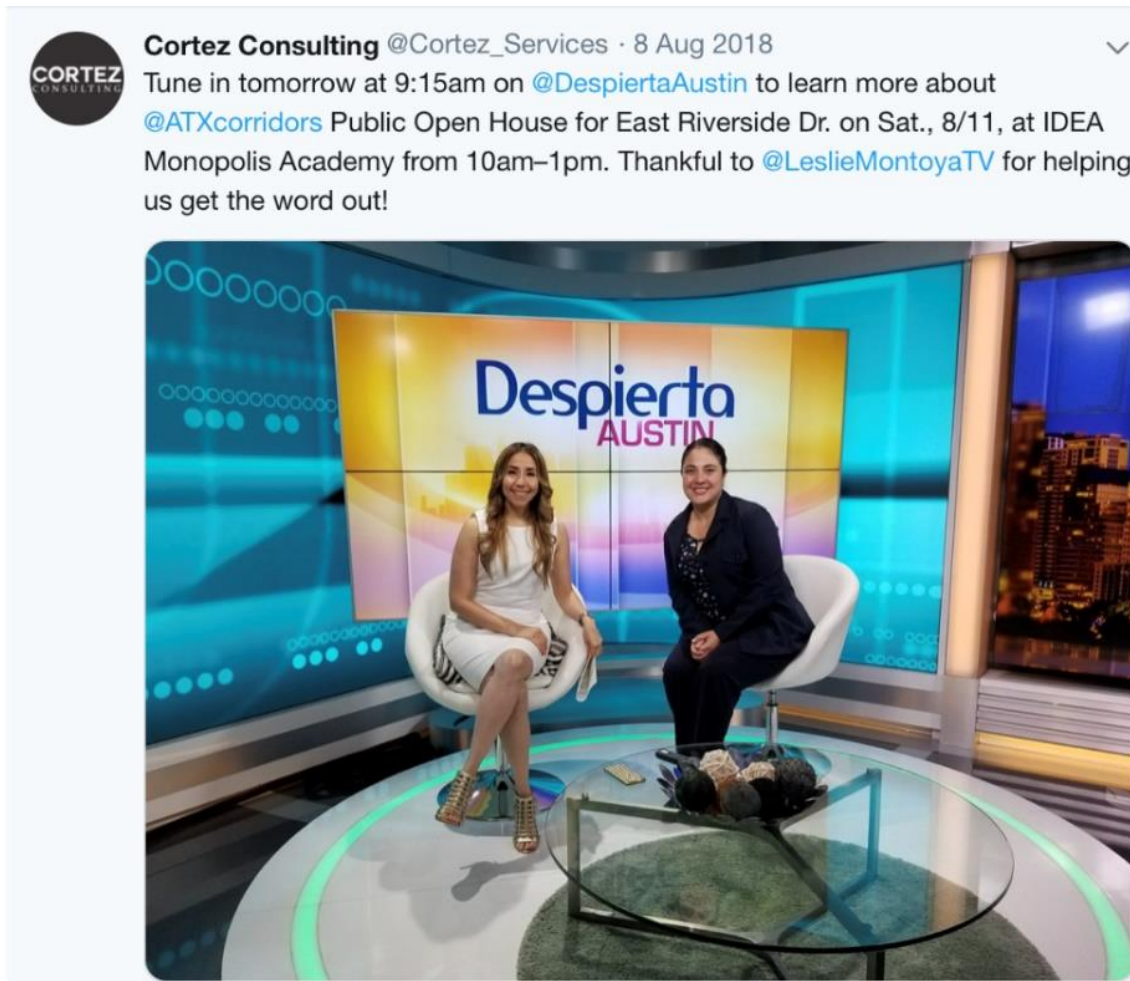 CORTEZ
CONSULTING
Cortez Consulting @Cortez_Services · 8 Aug 2018
Tune in tomorrow at 9:15am on @DespiertaAustin to learn more about
@ATXcorridors Public Open House for East Riverside Dr. on Sat., 8/11, at IDEA
Monopolis Academy from 10am–1pm. Thankful to @LeslieMontoyaTV for helping
us get the word out!
Despierta
AUSTIN